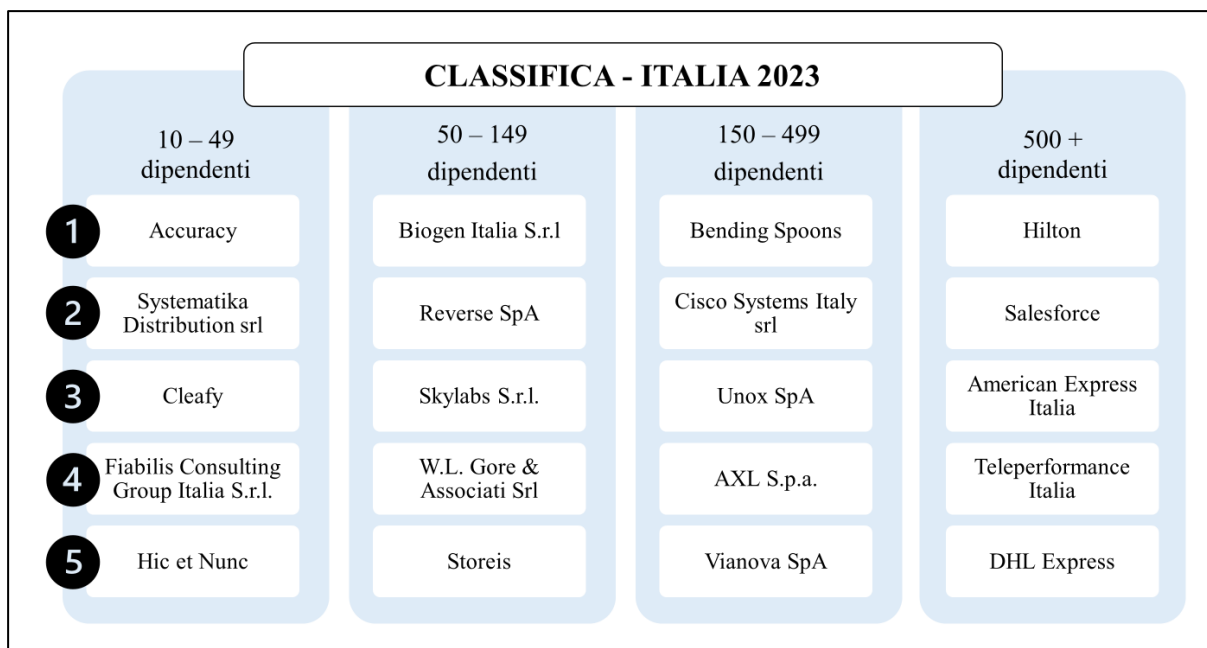 CLASSIFICA - ITALIA 2023
10 – 49
dipendenti
50 – 149
dipendenti
150 – 499
dipendenti
500 +
dipendenti
1
Accuracy
Biogen Italia S.r.l
Bending Spoons
Hilton
2
Systematika
Distribution srl
Reverse SpA
Cisco Systems Italy
srl
Salesforce
3
Cleafy
Skylabs S.r.l.
Unox SpA
American Express
Italia
4
Fiabilis Consulting
Group Italia S.r.l.
W.L. Gore &
Associati Srl
AXL S.p.a.
Teleperformance
Italia
5
Hic et Nunc
Storeis
Vianova SpA
DHL Express